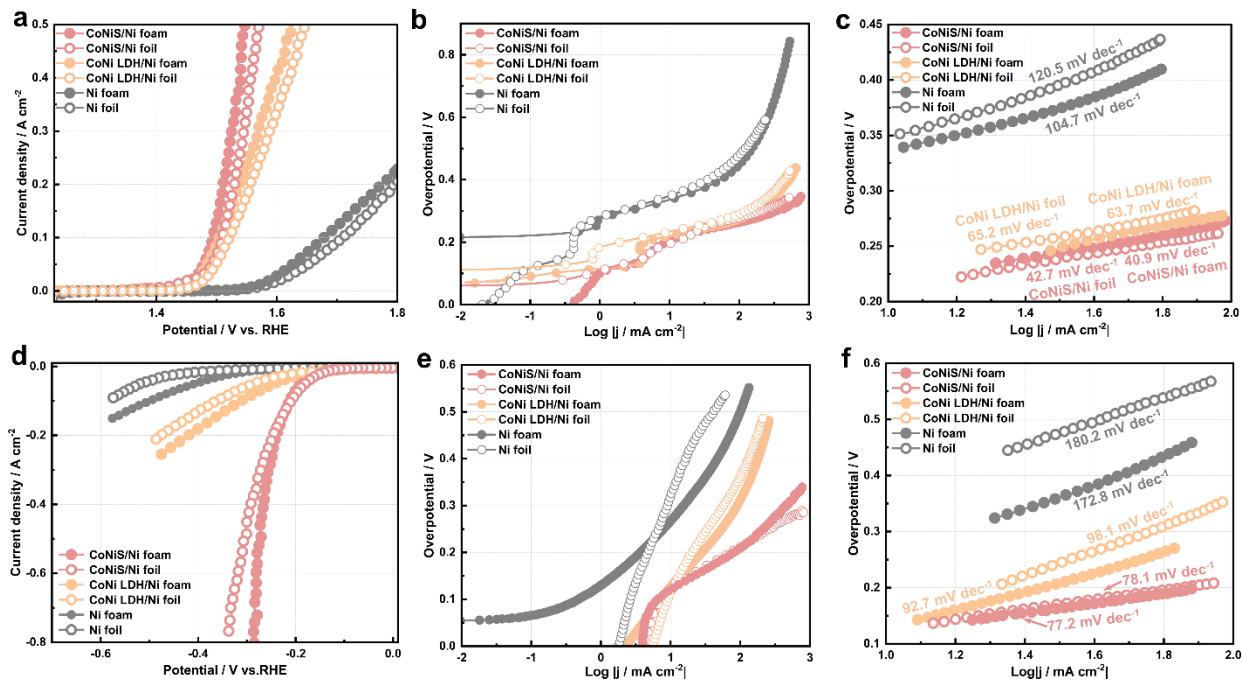 a
CoNiS/Ni foam
CoNiS/Ni foil
CoNi LDH/Ni foam
CoNi LDH/Ni foil
Ni foam
Ni foil
Current density / A cm⁻²
0.5
0.4
0.3
0.2
0.1
0.0
1.4
1.6
1.8
Potential / V vs. RHE
b
CoNiS/Ni foam
CoNiS/Ni foil
CoNi LDH/Ni foam
CoNi LDH/Ni foil
Ni foam
Ni foil
Overpotential / V
0.8
0.6
0.4
0.2
0.0
-2
-1
0
1
2
3
Log |j / mA cm⁻²|
c
CoNiS/Ni foam
CoNiS/Ni foil
CoNi LDH/Ni foam
CoNi LDH/Ni foil
Ni foam
Ni foil
120.5 mV dec⁻¹
104.7 mV dec⁻¹
CoNi LDH/Ni foil
65.2 mV dec⁻¹
CoNi LDH/Ni foam
63.7 mV dec⁻¹
42.7 mV dec⁻¹
CoNiS/Ni foil
40.9 mV dec⁻¹
CoNiS/Ni foam
Overpotential / V
0.45
0.40
0.35
0.30
0.25
0.20
1.0
1.2
1.4
1.6
1.8
2.0
Log |j / mA cm⁻²|
d
CoNiS/Ni foam
CoNiS/Ni foil
CoNi LDH/Ni foam
CoNi LDH/Ni foil
Ni foam
Ni foil
Current density / A cm⁻²
0.0
-0.2
-0.4
-0.6
-0.8
-0.6
-0.4
-0.2
0.0
Potential / V vs.RHE
e
CoNiS/Ni foam
CoNiS/Ni foil
CoNi LDH/Ni foam
CoNi LDH/Ni foil
Ni foam
Ni foil
Overpotential / V
0.6
0.5
0.4
0.3
0.2
0.1
0.0
-2
-1
0
1
2
3
Log|j / mA cm⁻²|
f
CoNiS/Ni foam
CoNiS/Ni foil
CoNi LDH/Ni foam
CoNi LDH/Ni foil
Ni foam
Ni foil
180.2 mV dec⁻¹
172.8 mV dec⁻¹
98.1 mV dec⁻¹
92.7 mV dec⁻¹
78.1 mV dec⁻¹
77.2 mV dec⁻¹
Overpotential / V
0.6
0.5
0.4
0.3
0.2
0.1
1.0
1.2
1.4
1.6
1.8
2.0
Log|j / mA cm⁻²|